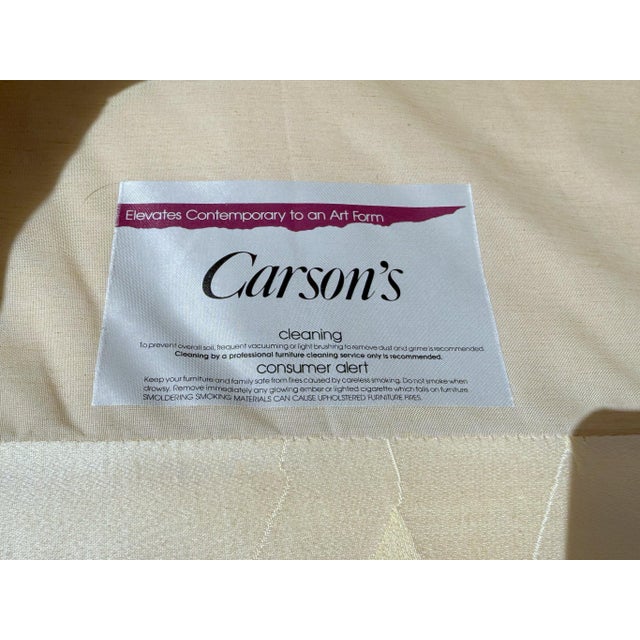 Elevates Contemporary to an Art Form
Carson's
cleaning
To prevent overall soil, frequent vacuuming or light brushing to remove dust and grime is recommended.
Cleaning by a professional furniture cleaning service only is recommended.
consumer alert
Keep your furniture and family safe from fires caused by careless smoking. Do not smoke when
drowsy. Remove immediately any glowing ember or lighted cigarette which falls on furniture.
SMOLDERING SMOKING MATERIALS CAN CAUSE UPHOLSTERED FURNITURE FIRES.